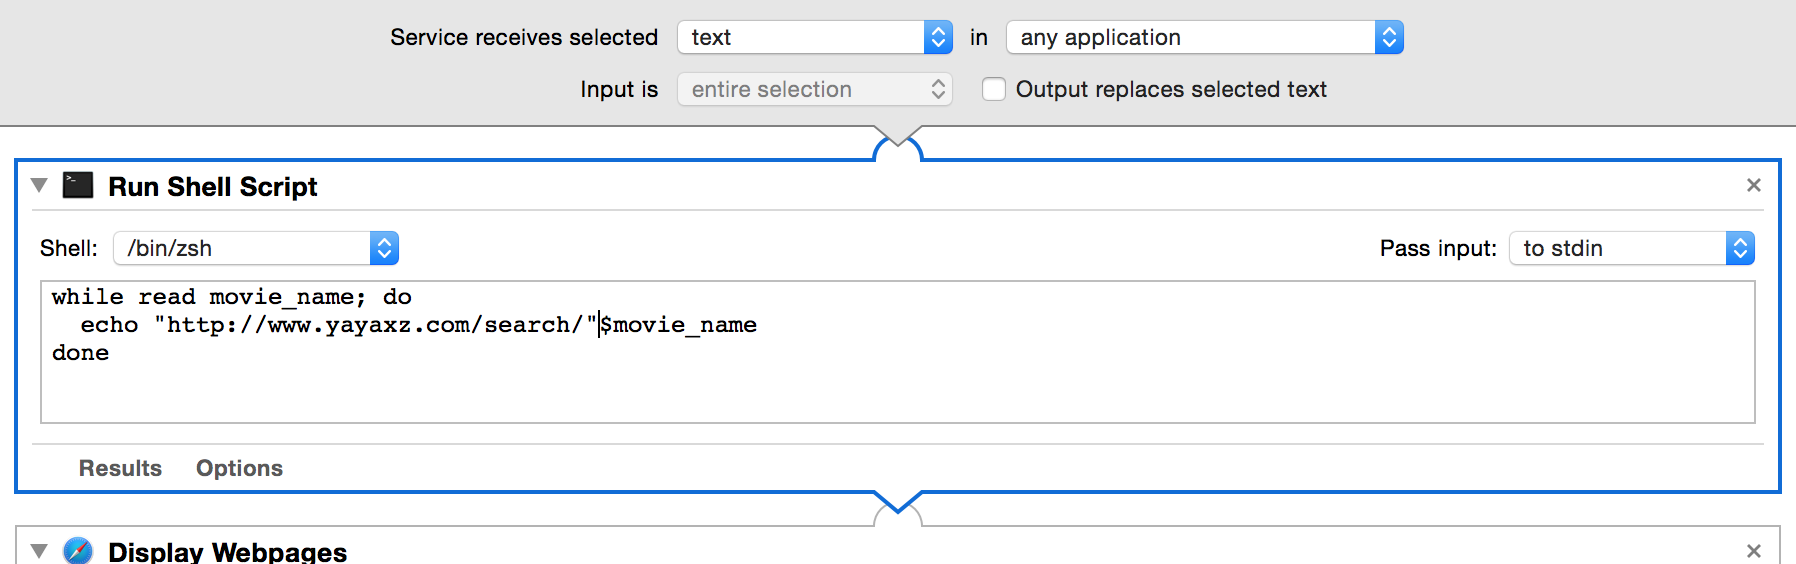 Service receives selected text in any application
Input is entire selection Output replaces selected text
Run Shell Script
Shell: /bin/zsh Pass input: to stdin
while read movie_name; do
  echo "http://www.yayaxz.com/search/"$movie_name
done
Results Options
Display Webpages